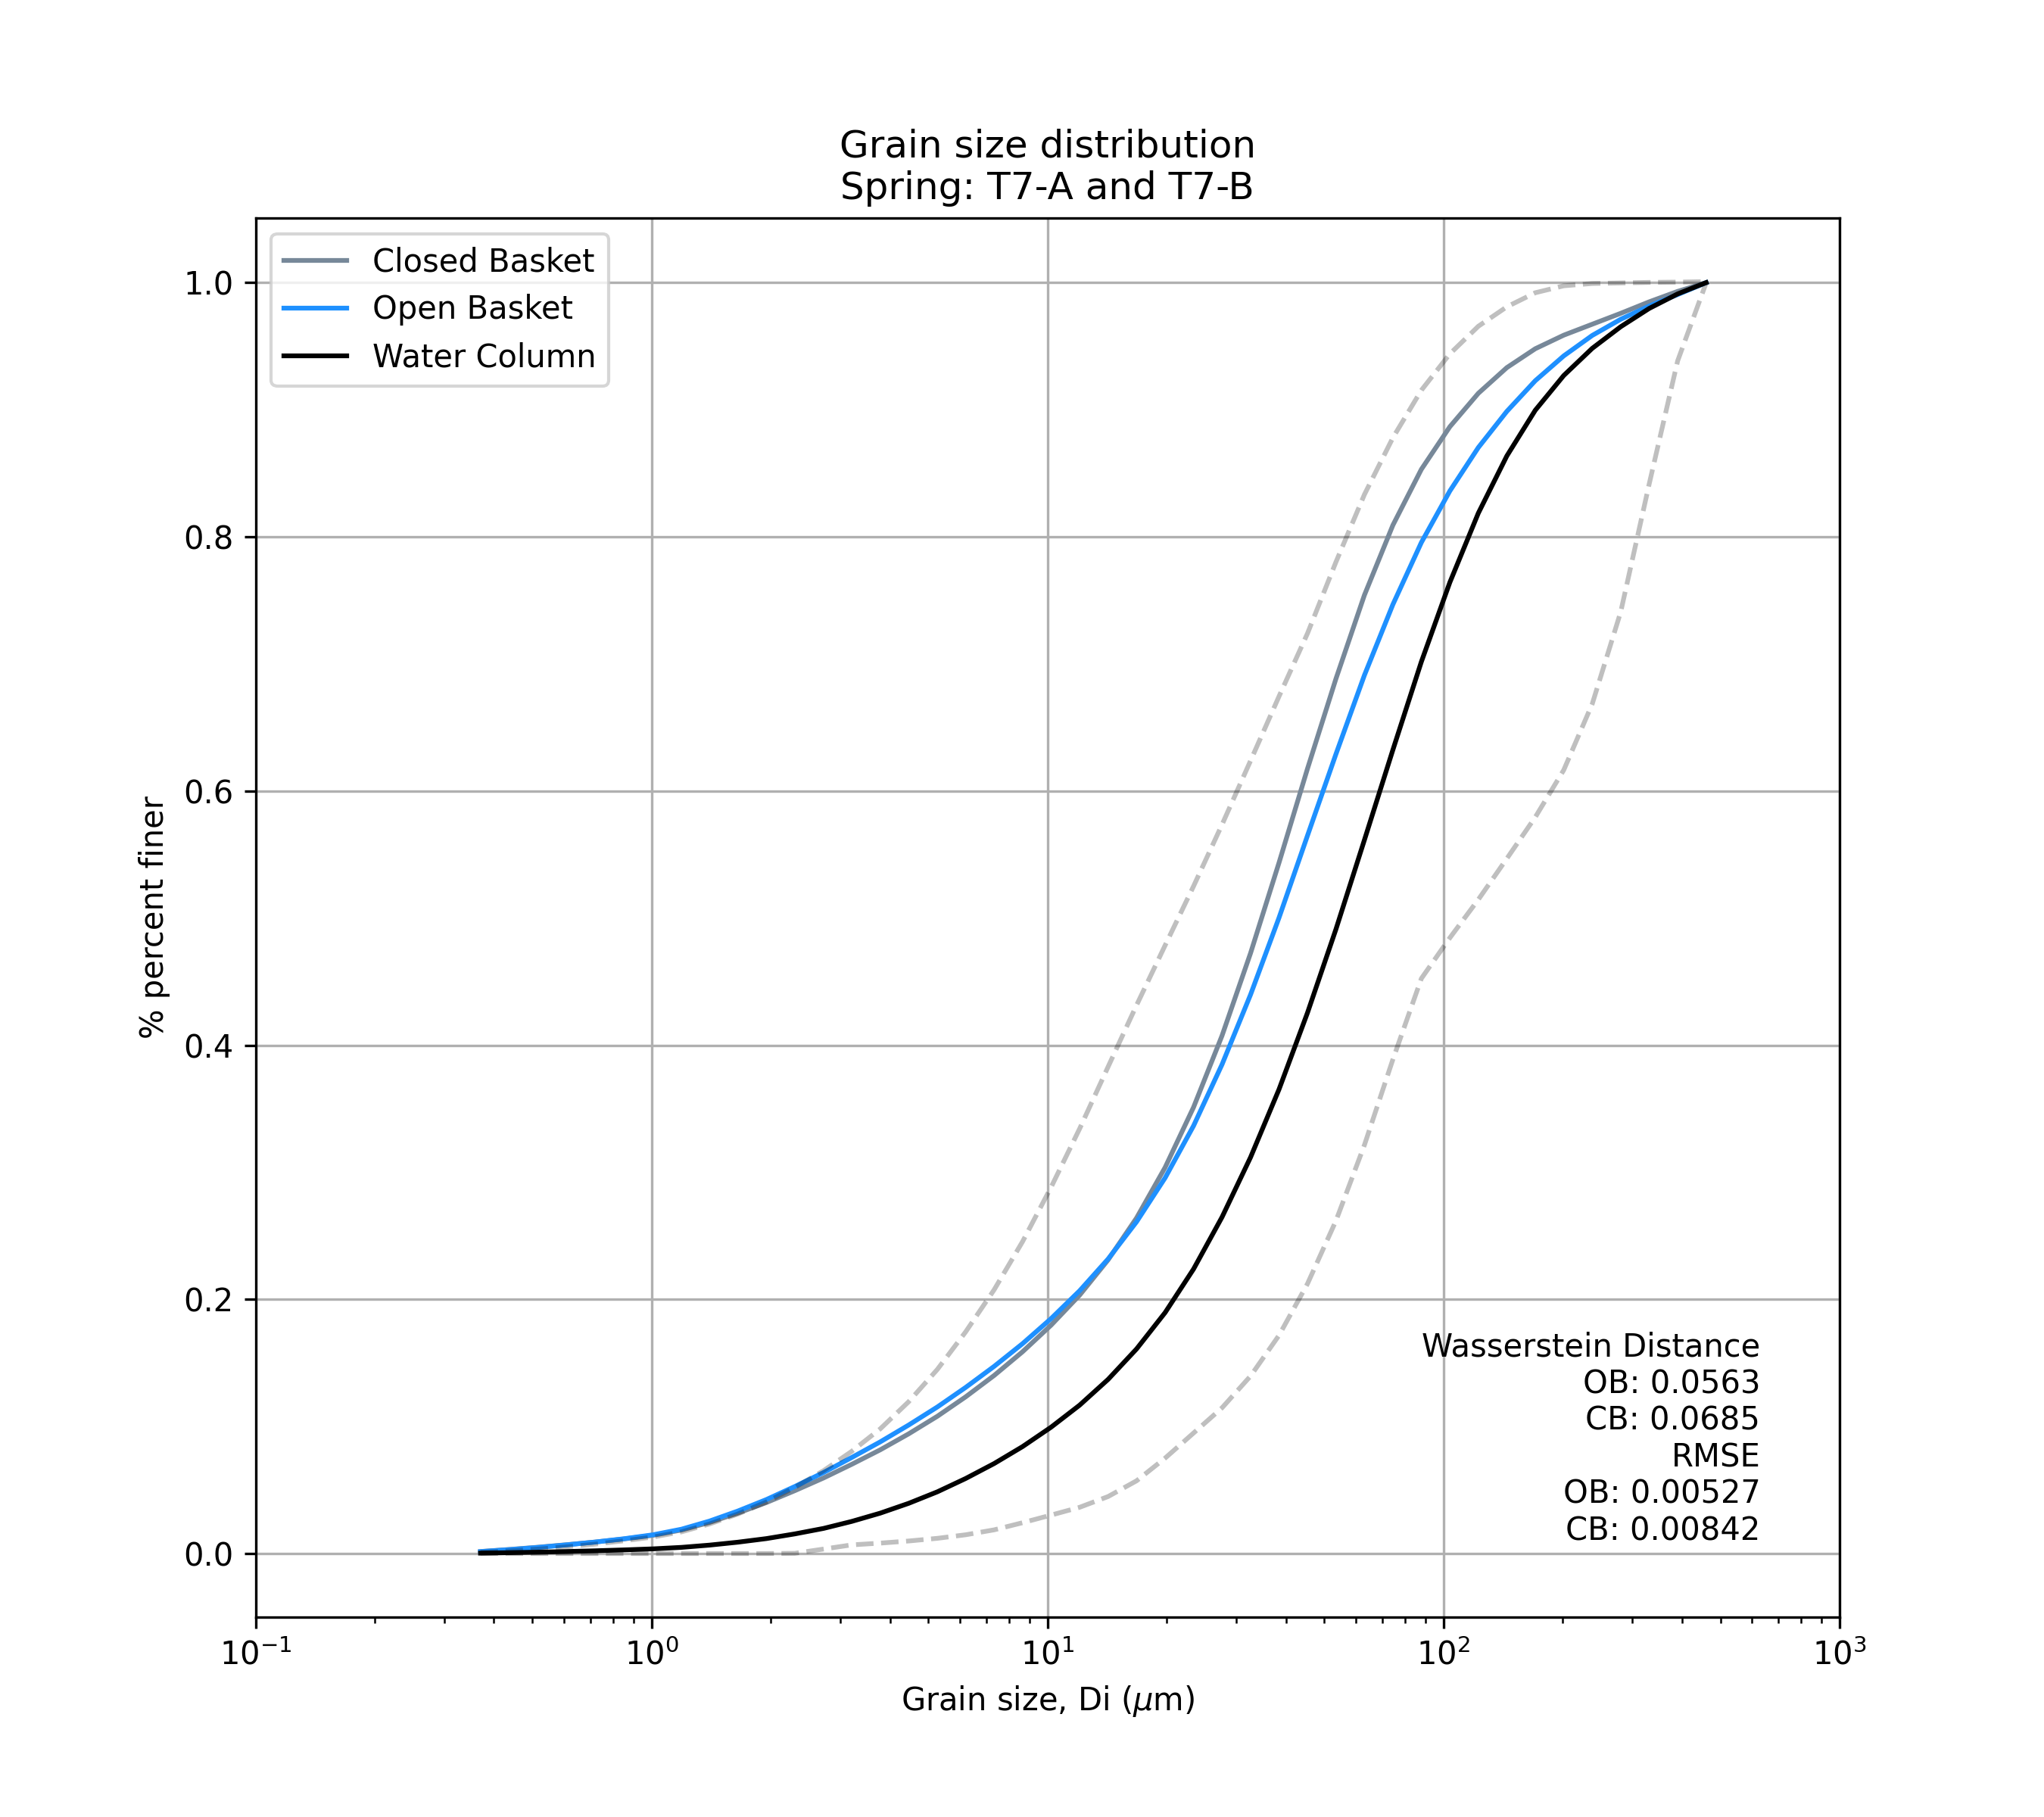 Grain size distribution
Spring: T7-A and T7-B
Closed Basket
Open Basket
Water Column
1.0
0.8
0.6
0.4
0.2
0.0
% percent finer
Wasserstein Distance
OB: 0.0563
CB: 0.0685
RMSE
OB: 0.00527
CB: 0.00842
10⁻¹
10⁰
10¹
10²
10³
Grain size, Di (μm)